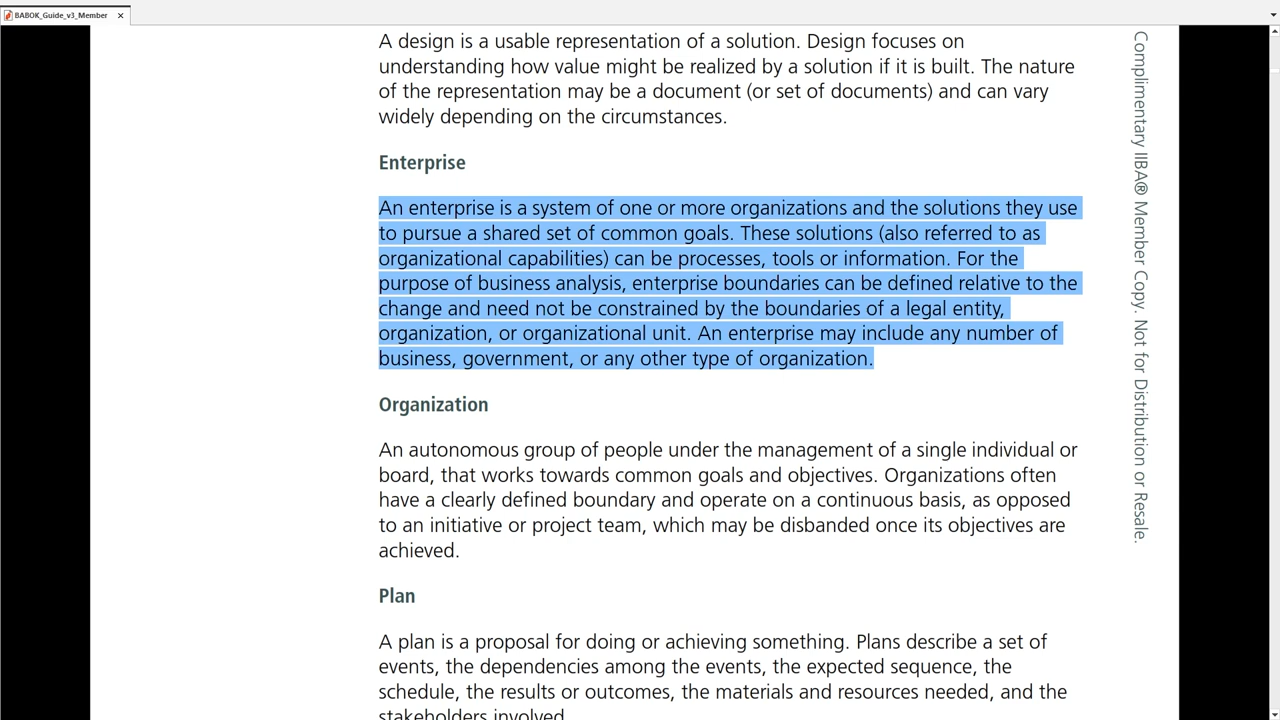 BABOK_Guide_v3_Member
A design is a usable representation of a solution. Design focuses on
understanding how value might be realized by a solution if it is built. The nature
of the representation may be a document (or set of documents) and can vary
widely depending on the circumstances.
Enterprise
An enterprise is a system of one or more organizations and the solutions they use
to pursue a shared set of common goals. These solutions (also referred to as
organizational capabilities) can be processes, tools or information. For the
purpose of business analysis, enterprise boundaries can be defined relative to the
change and need not be constrained by the boundaries of a legal entity,
organization, or organizational unit. An enterprise may include any number of
business, government, or any other type of organization.
Organization
An autonomous group of people under the management of a single individual or
board, that works towards common goals and objectives. Organizations often
have a clearly defined boundary and operate on a continuous basis, as opposed
to an initiative or project team, which may be disbanded once its objectives are
achieved.
Plan
A plan is a proposal for doing or achieving something. Plans describe a set of
events, the dependencies among the events, the expected sequence, the
schedule, the results or outcomes, the materials and resources needed, and the
stakeholders involved.
Complimentary IIBA® Member Copy. Not for Distribution or Resale.